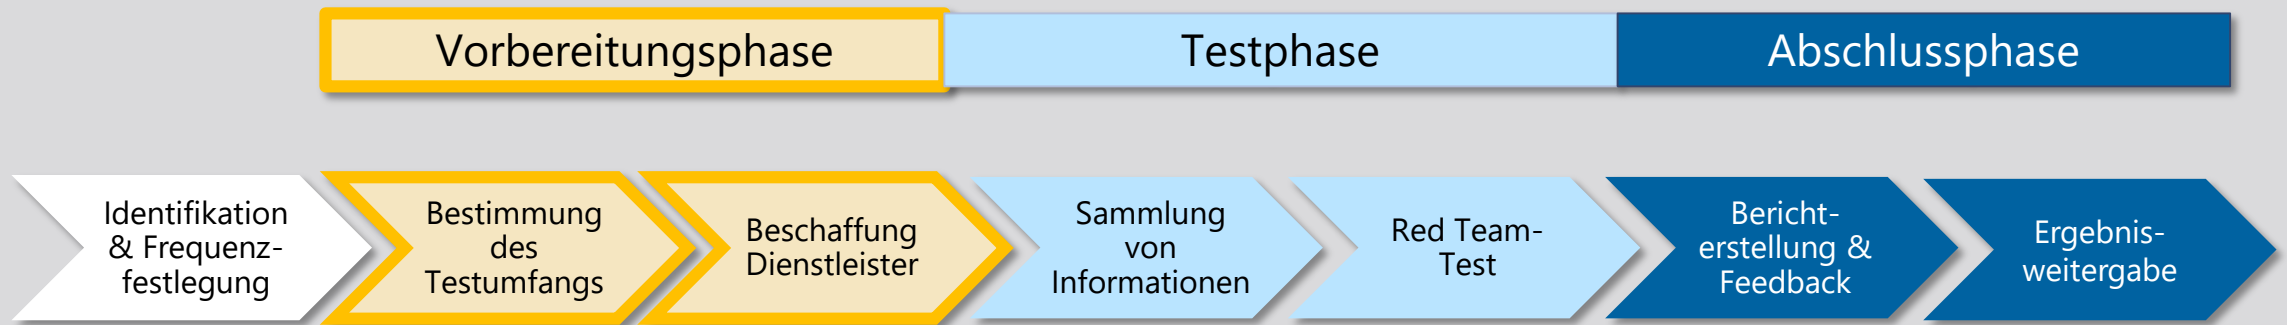 Vorbereitungsphase
Testphase
Abschlussphase
Identifikation
& Frequenz-
festlegung
Bestimmung
des
Testumfangs
Beschaffung
Dienstleister
Sammlung
von
Informationen
Red Team-
Test
Bericht-
erstellung &
Feedback
Ergebnis-
weitergabe